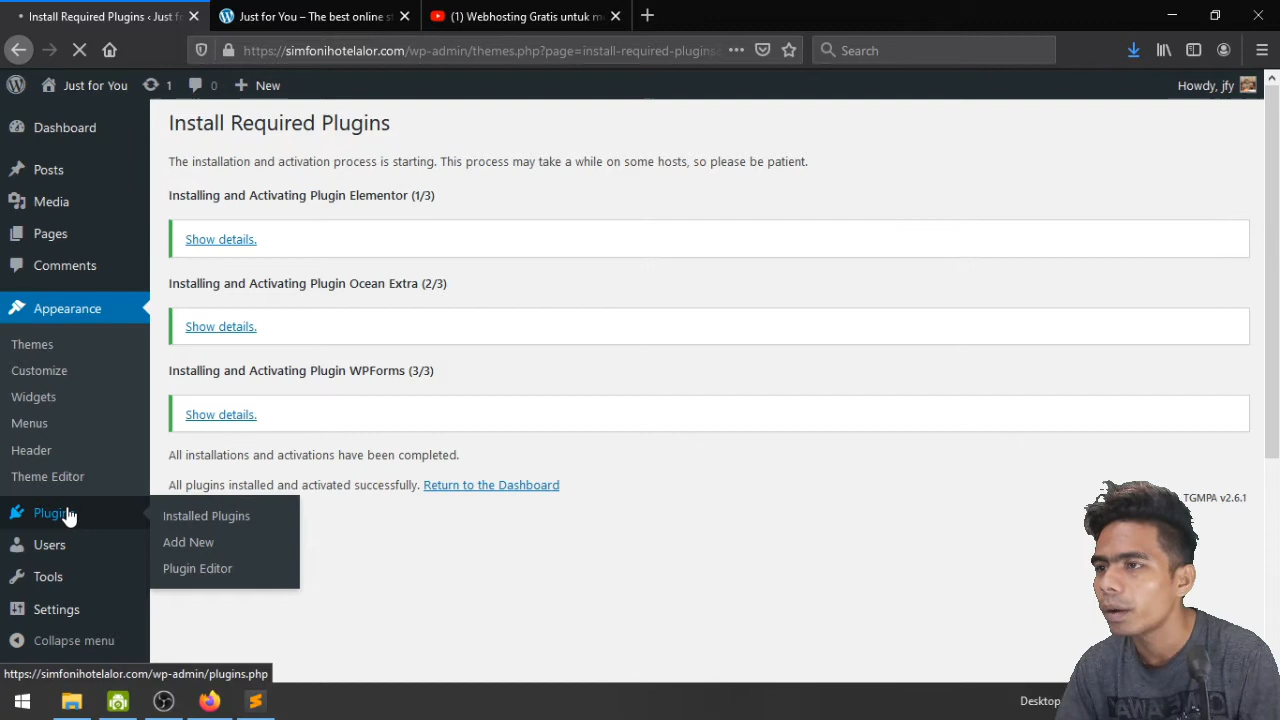 Install Required Plugins ‹ Just f
Just for You – The best online st
(1) Webhosting Gratis untuk m
https://simfonihotelalor.com/wp-admin/themes.php?page=install-required-plugins
Search
Just for You
1
0
New
Howdy, jfy
Dashboard
Posts
Media
Pages
Comments
Appearance
Themes
Customize
Widgets
Menus
Header
Theme Editor
Plugin
Users
Tools
Settings
Collapse menu
Installed Plugins
Add New
Plugin Editor
Install Required Plugins
The installation and activation process is starting. This process may take a while on some hosts, so please be patient.
Installing and Activating Plugin Elementor (1/3)
Show details.
Installing and Activating Plugin Ocean Extra (2/3)
Show details.
Installing and Activating Plugin WPForms (3/3)
Show details.
All installations and activations have been completed.
All plugins installed and activated successfully. Return to the Dashboard
TGMPA v2.6.1
https://simfonihotelalor.com/wp-admin/plugins.php
Desktop